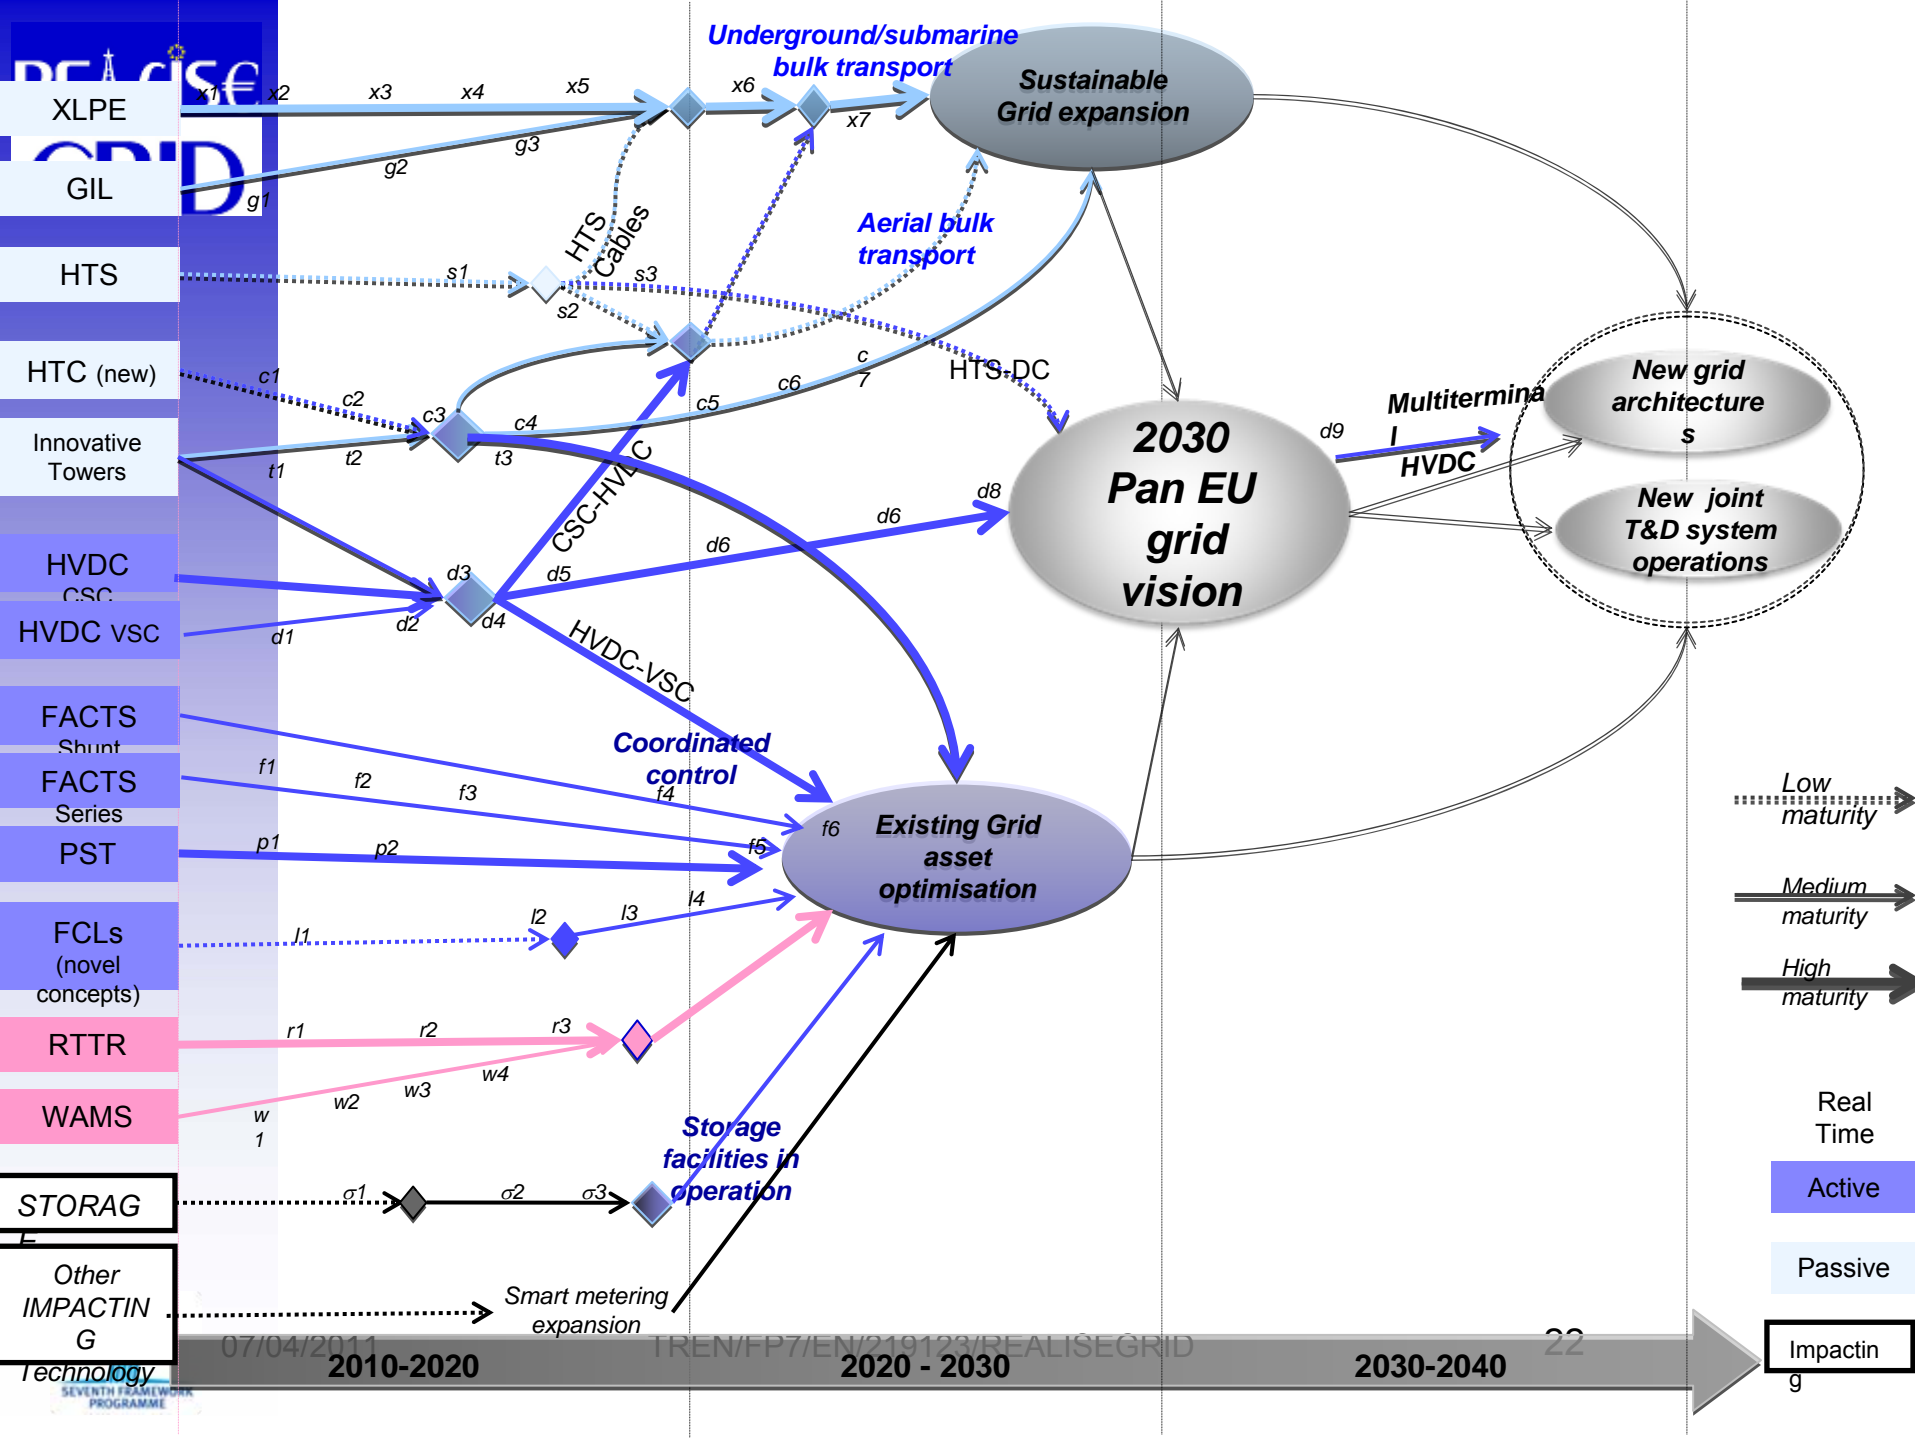 REALIS€
GRID
XLPE
x1
x2
x3
x4
x5
x6
x7
Underground/submarine
bulk transport
Sustainable
Grid expansion
GIL
g1
g2
g3
HTS
s1
s2
s3
HTS
Cables
Aerial bulk
transport
HTC (new)
c1
c2
c3
c4
c5
c6
c
7
HTS-DC
Innovative
Towers
t1
t2
t3
CSC-HVDC
2030
Pan EU
grid
vision
d9
Multitermina
l
HVDC
New grid
architecture
s
New joint
T&D system
operations
HVDC
CSC
HVDC VSC
d1
d2
d3
d4
d5
d6
d6
d8
HVDC-VSC
FACTS
Shunt
FACTS
Series
f1
f2
f3
f4
f5
f6
Coordinated
control
Existing Grid
asset
optimisation
PST
p1
p2
FCLs
(novel
concepts)
l1
l2
l3
l4
RTTR
r1
r2
r3
WAMS
w
1
w2
w3
w4
Storage
facilities in
operation
STORAG
E
σ1
σ2
σ3
Other
IMPACTIN
G
Technology
Smart metering
expansion
Low
maturity
Medium
maturity
High
maturity
Real
Time
Active
Passive
Impactin
g
07/04/2011
TREN/FP7/EN/219123/REALISEGRID
22
2010-2020
2020 - 2030
2030-2040
SEVENTH FRAMEWORK
PROGRAMME